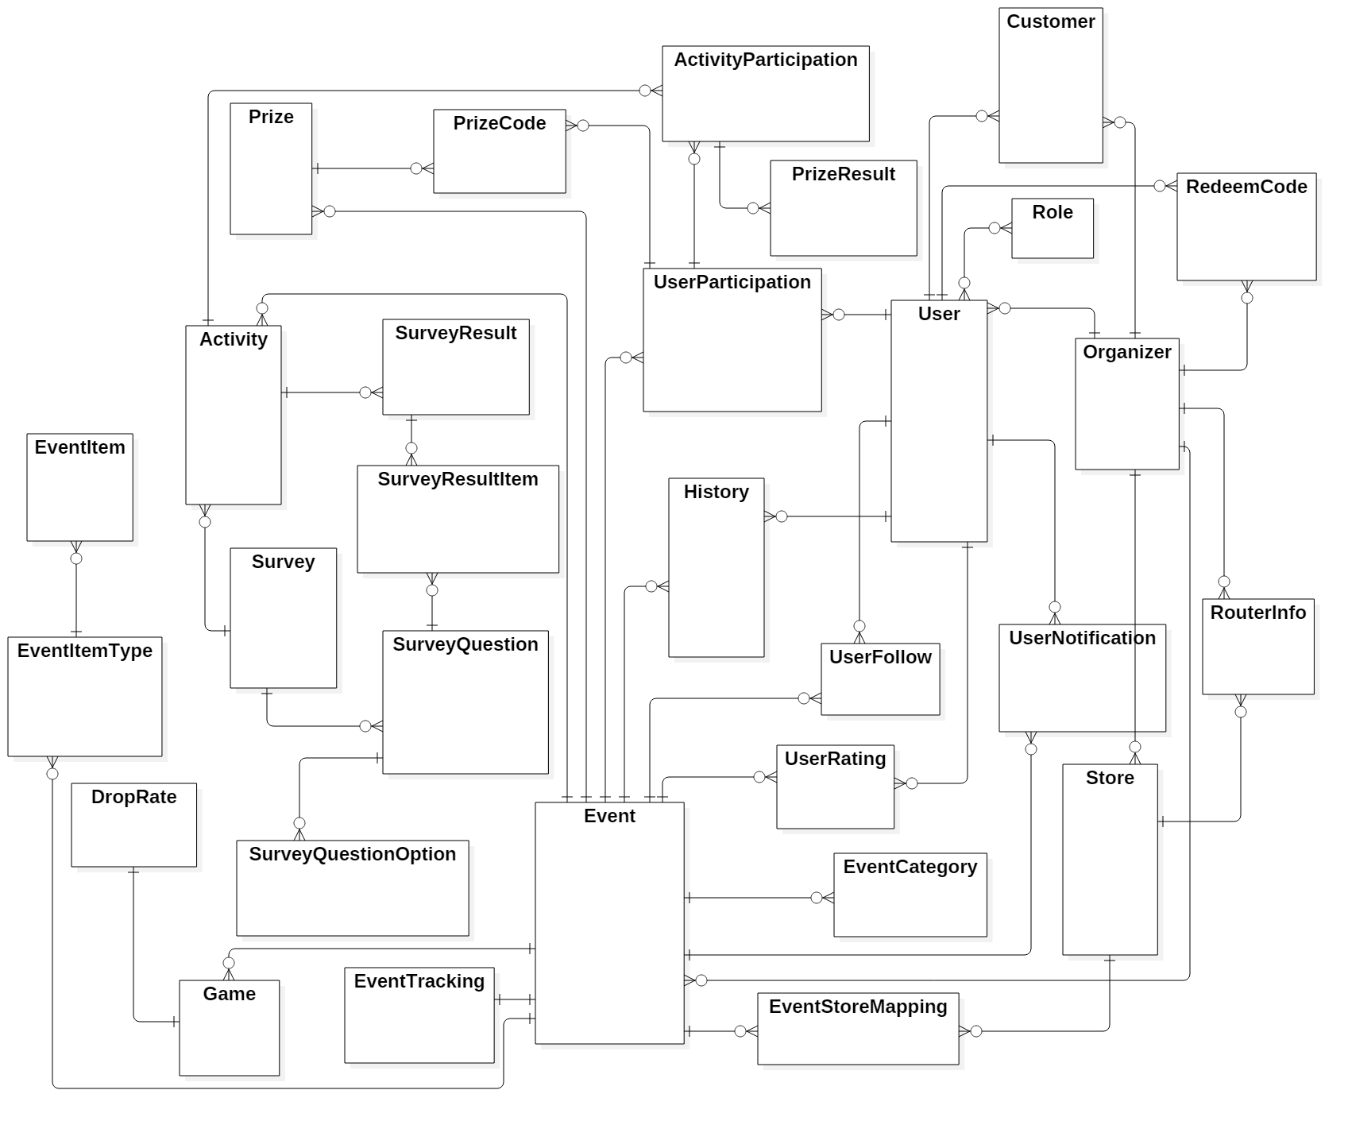 Customer
ActivityParticipation
Prize
PrizeCode
PrizeResult
RedeemCode
Role
UserParticipation
User
SurveyResult
Activity
Organizer
EventItem
SurveyResultItem
History
Survey
RouterInfo
UserNotification
SurveyQuestion
EventItemType
UserFollow
UserRating
Store
DropRate
Event
SurveyQuestionOption
EventCategory
EventTracking
Game
EventStoreMapping